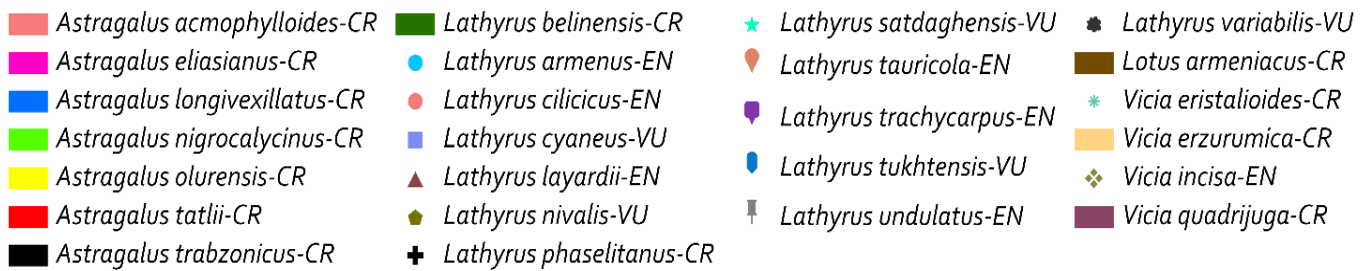 Astragalus acmophylloides-CR
Astragalus eliasianus-CR
Astragalus longivexillatus-CR
Astragalus nigrocalycinus-CR
Astragalus olurensis-CR
Astragalus tatlii-CR
Astragalus trabzonicus-CR
Lathyrus belinensis-CR
Lathyrus armenus-EN
Lathyrus cilicicus-EN
Lathyrus cyaneus-VU
Lathyrus layardii-EN
Lathyrus nivalis-VU
Lathyrus phaselitanus-CR
Lathyrus satdaghensis-VU
Lathyrus tauricola-EN
Lathyrus trachycarpus-EN
Lathyrus tukhtensis-VU
Lathyrus undulatus-EN
Lathyrus variabilis-VU
Lotus armeniacus-CR
Vicia eristalioides-CR
Vicia erzurumica-CR
Vicia incisa-EN
Vicia quadrijuga-CR